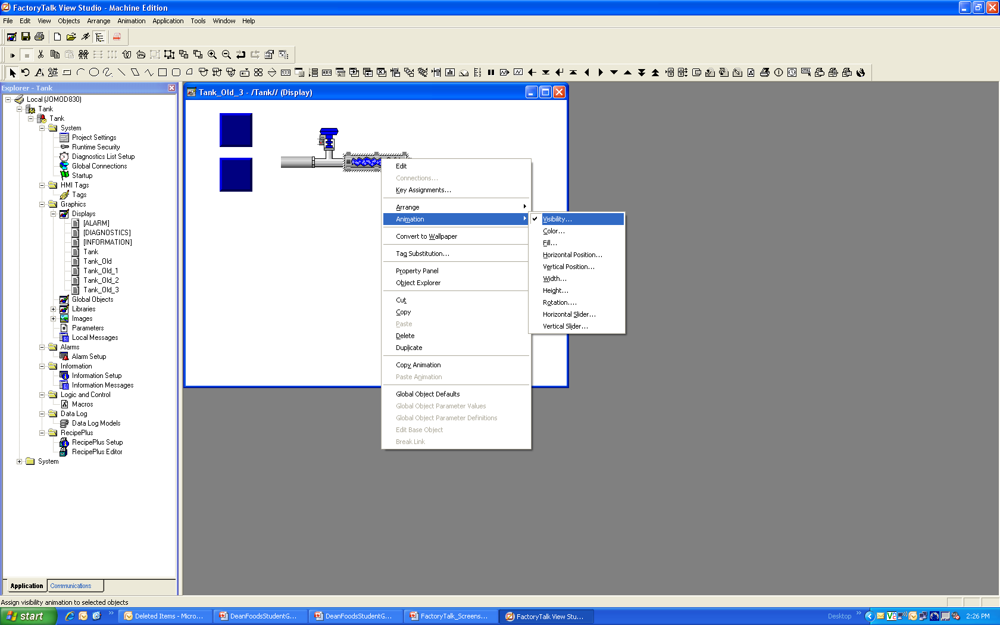 FactoryTalk View Studio - Machine Edition
File Edit View Objects Arrange Animation Application Tools Window Help
Explorer - Tank
Local (JOMOD830)
Tank
Tank
System
Project Settings
Runtime Security
Diagnostics List Setup
Global Connections
Startup
HMI Tags
Tags
Graphics
Displays
[ALARM]
[DIAGNOSTICS]
[INFORMATION]
Tank
Tank_Old
Tank_Old_1
Tank_Old_2
Tank_Old_3
Global Objects
Libraries
Images
Parameters
Local Messages
Alarms
Alarm Setup
Information
Information Setup
Information Messages
Logic and Control
Macros
Data Log
Data Log Models
RecipePlus
RecipePlus Setup
RecipePlus Editor
System
Application Communications
Tank_Old_3 - /Tank// (Display)
Edit
Connections...
Key Assignments...
Arrange
Animation
Convert to Wallpaper
Tag Substitution...
Property Panel
Object Explorer
Cut
Copy
Paste
Delete
Duplicate
Copy Animation
Paste Animation
Global Object Defaults
Global Object Parameter Values
Global Object Parameter Definitions
Edit Base Object
Break Link
Visibility...
Color...
Fill...
Horizontal Position...
Vertical Position...
Width...
Height...
Rotation....
Horizontal Slider...
Vertical Slider...
Assign visibility animation to selected objects
start
Deleted Items - Micro...
DeanFoodsStudentG...
DeanFoodsStudentG...
FactoryTalk_Screens...
FactoryTalk View Stu...
Desktop
2:26 PM